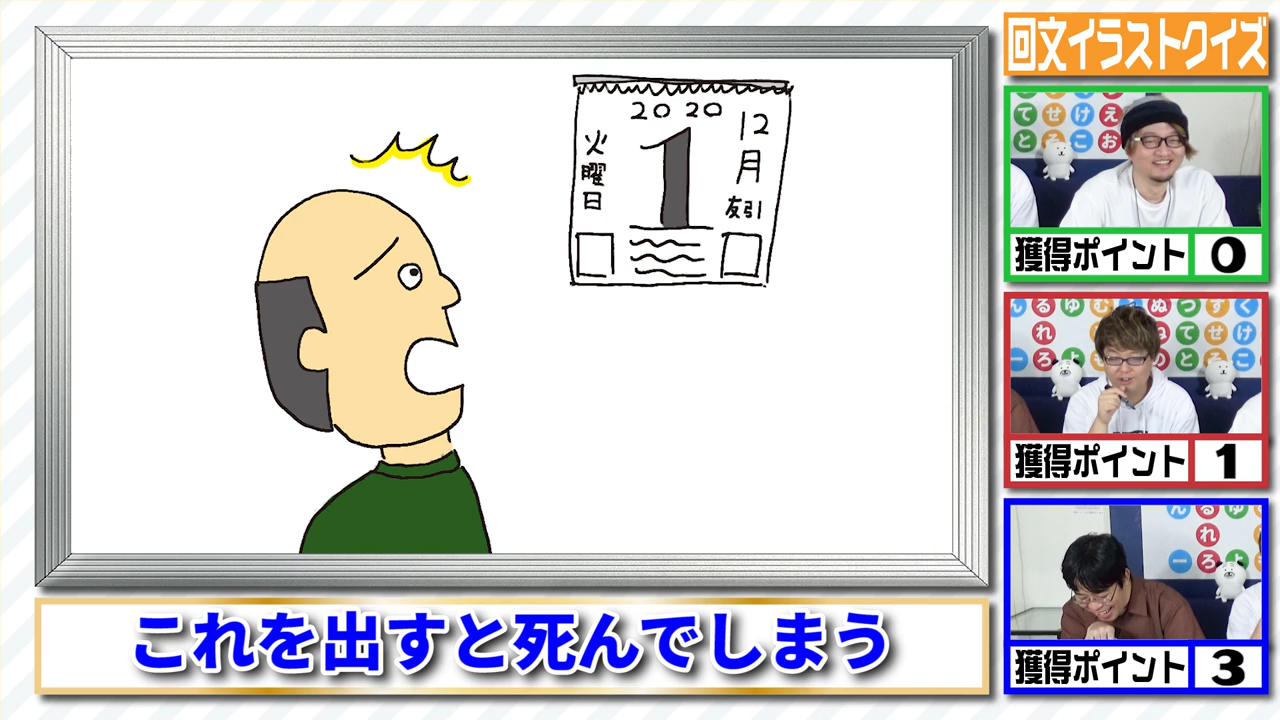 回文イラストクイズ
2020
12月
友引
1
火曜日
獲得ポイント 0
獲得ポイント 1
獲得ポイント 3
これを出すと死んでしまう